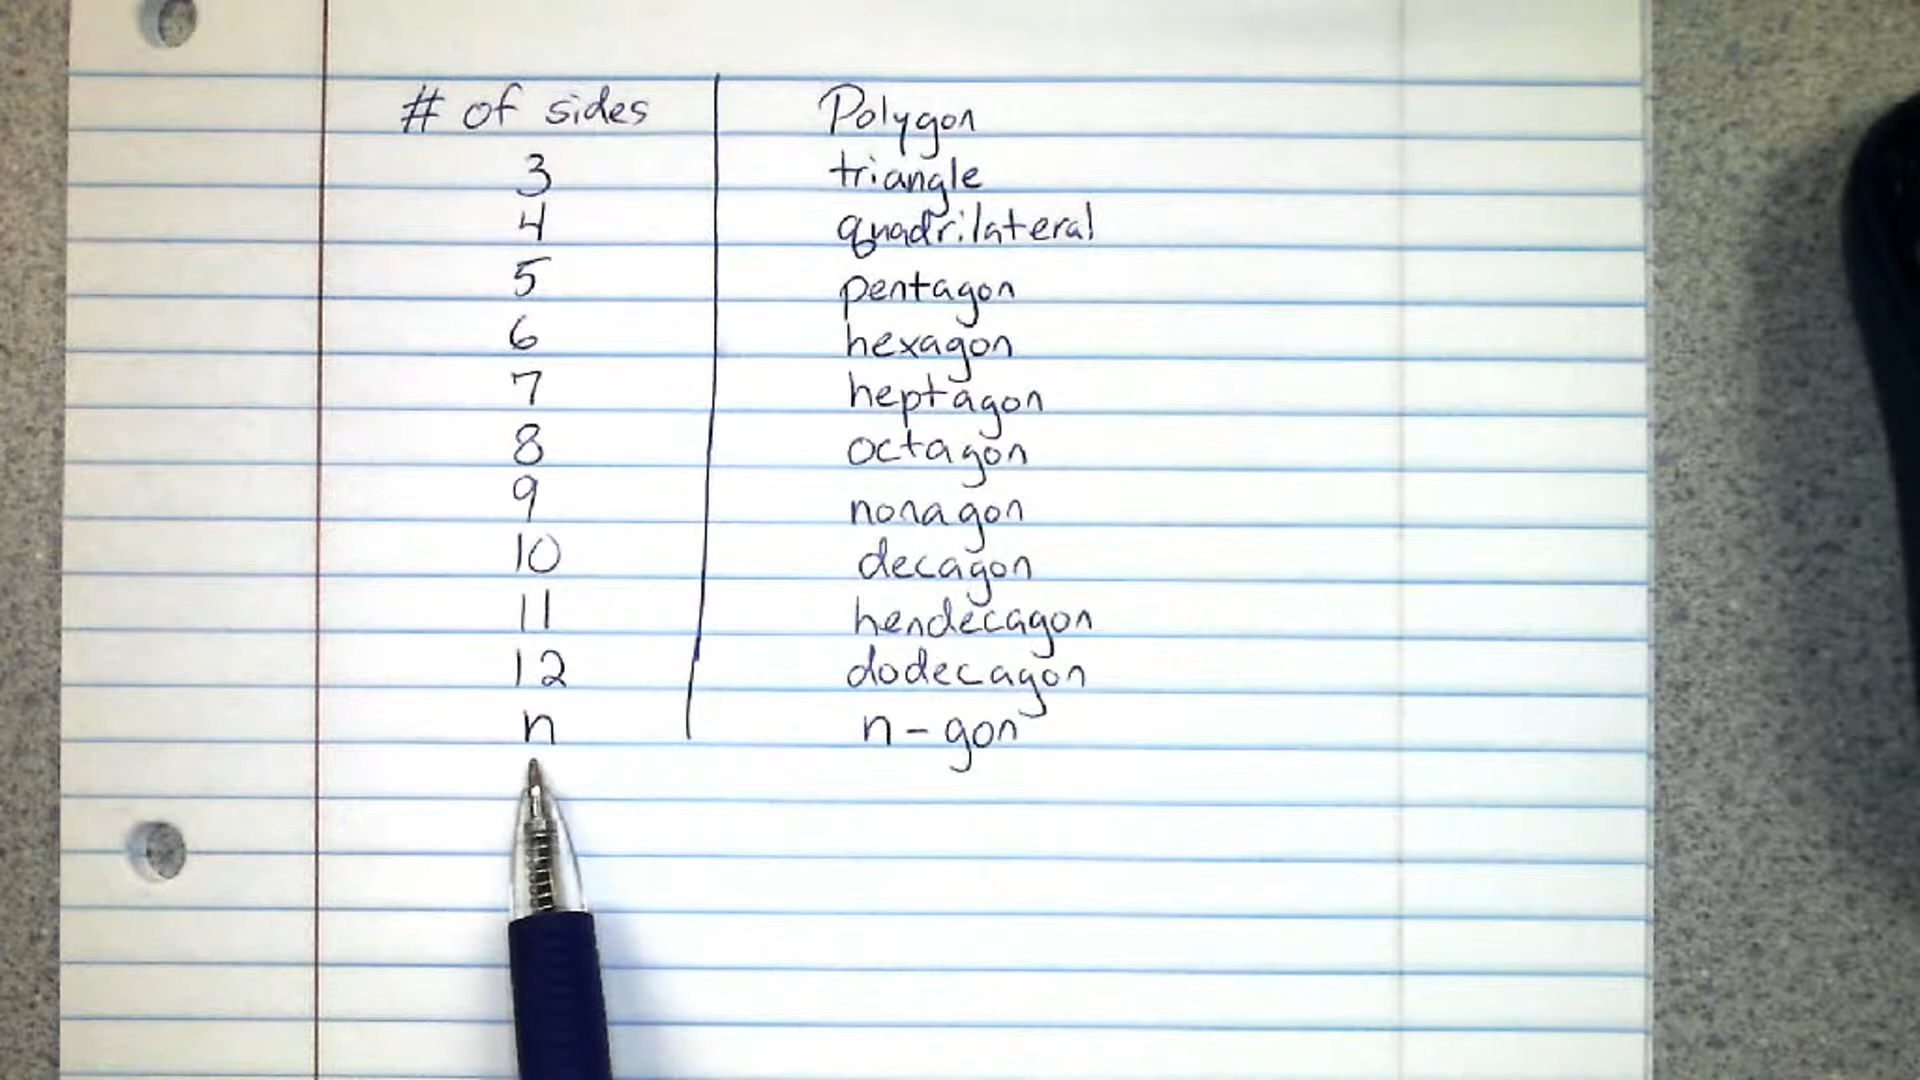 # of sides Polygon
3 triangle
4 quadrilateral
5 pentagon
6 hexagon
7 heptagon
8 octagon
9 nonagon
10 decagon
11 hendecagon
12 dodecagon
n n-gon